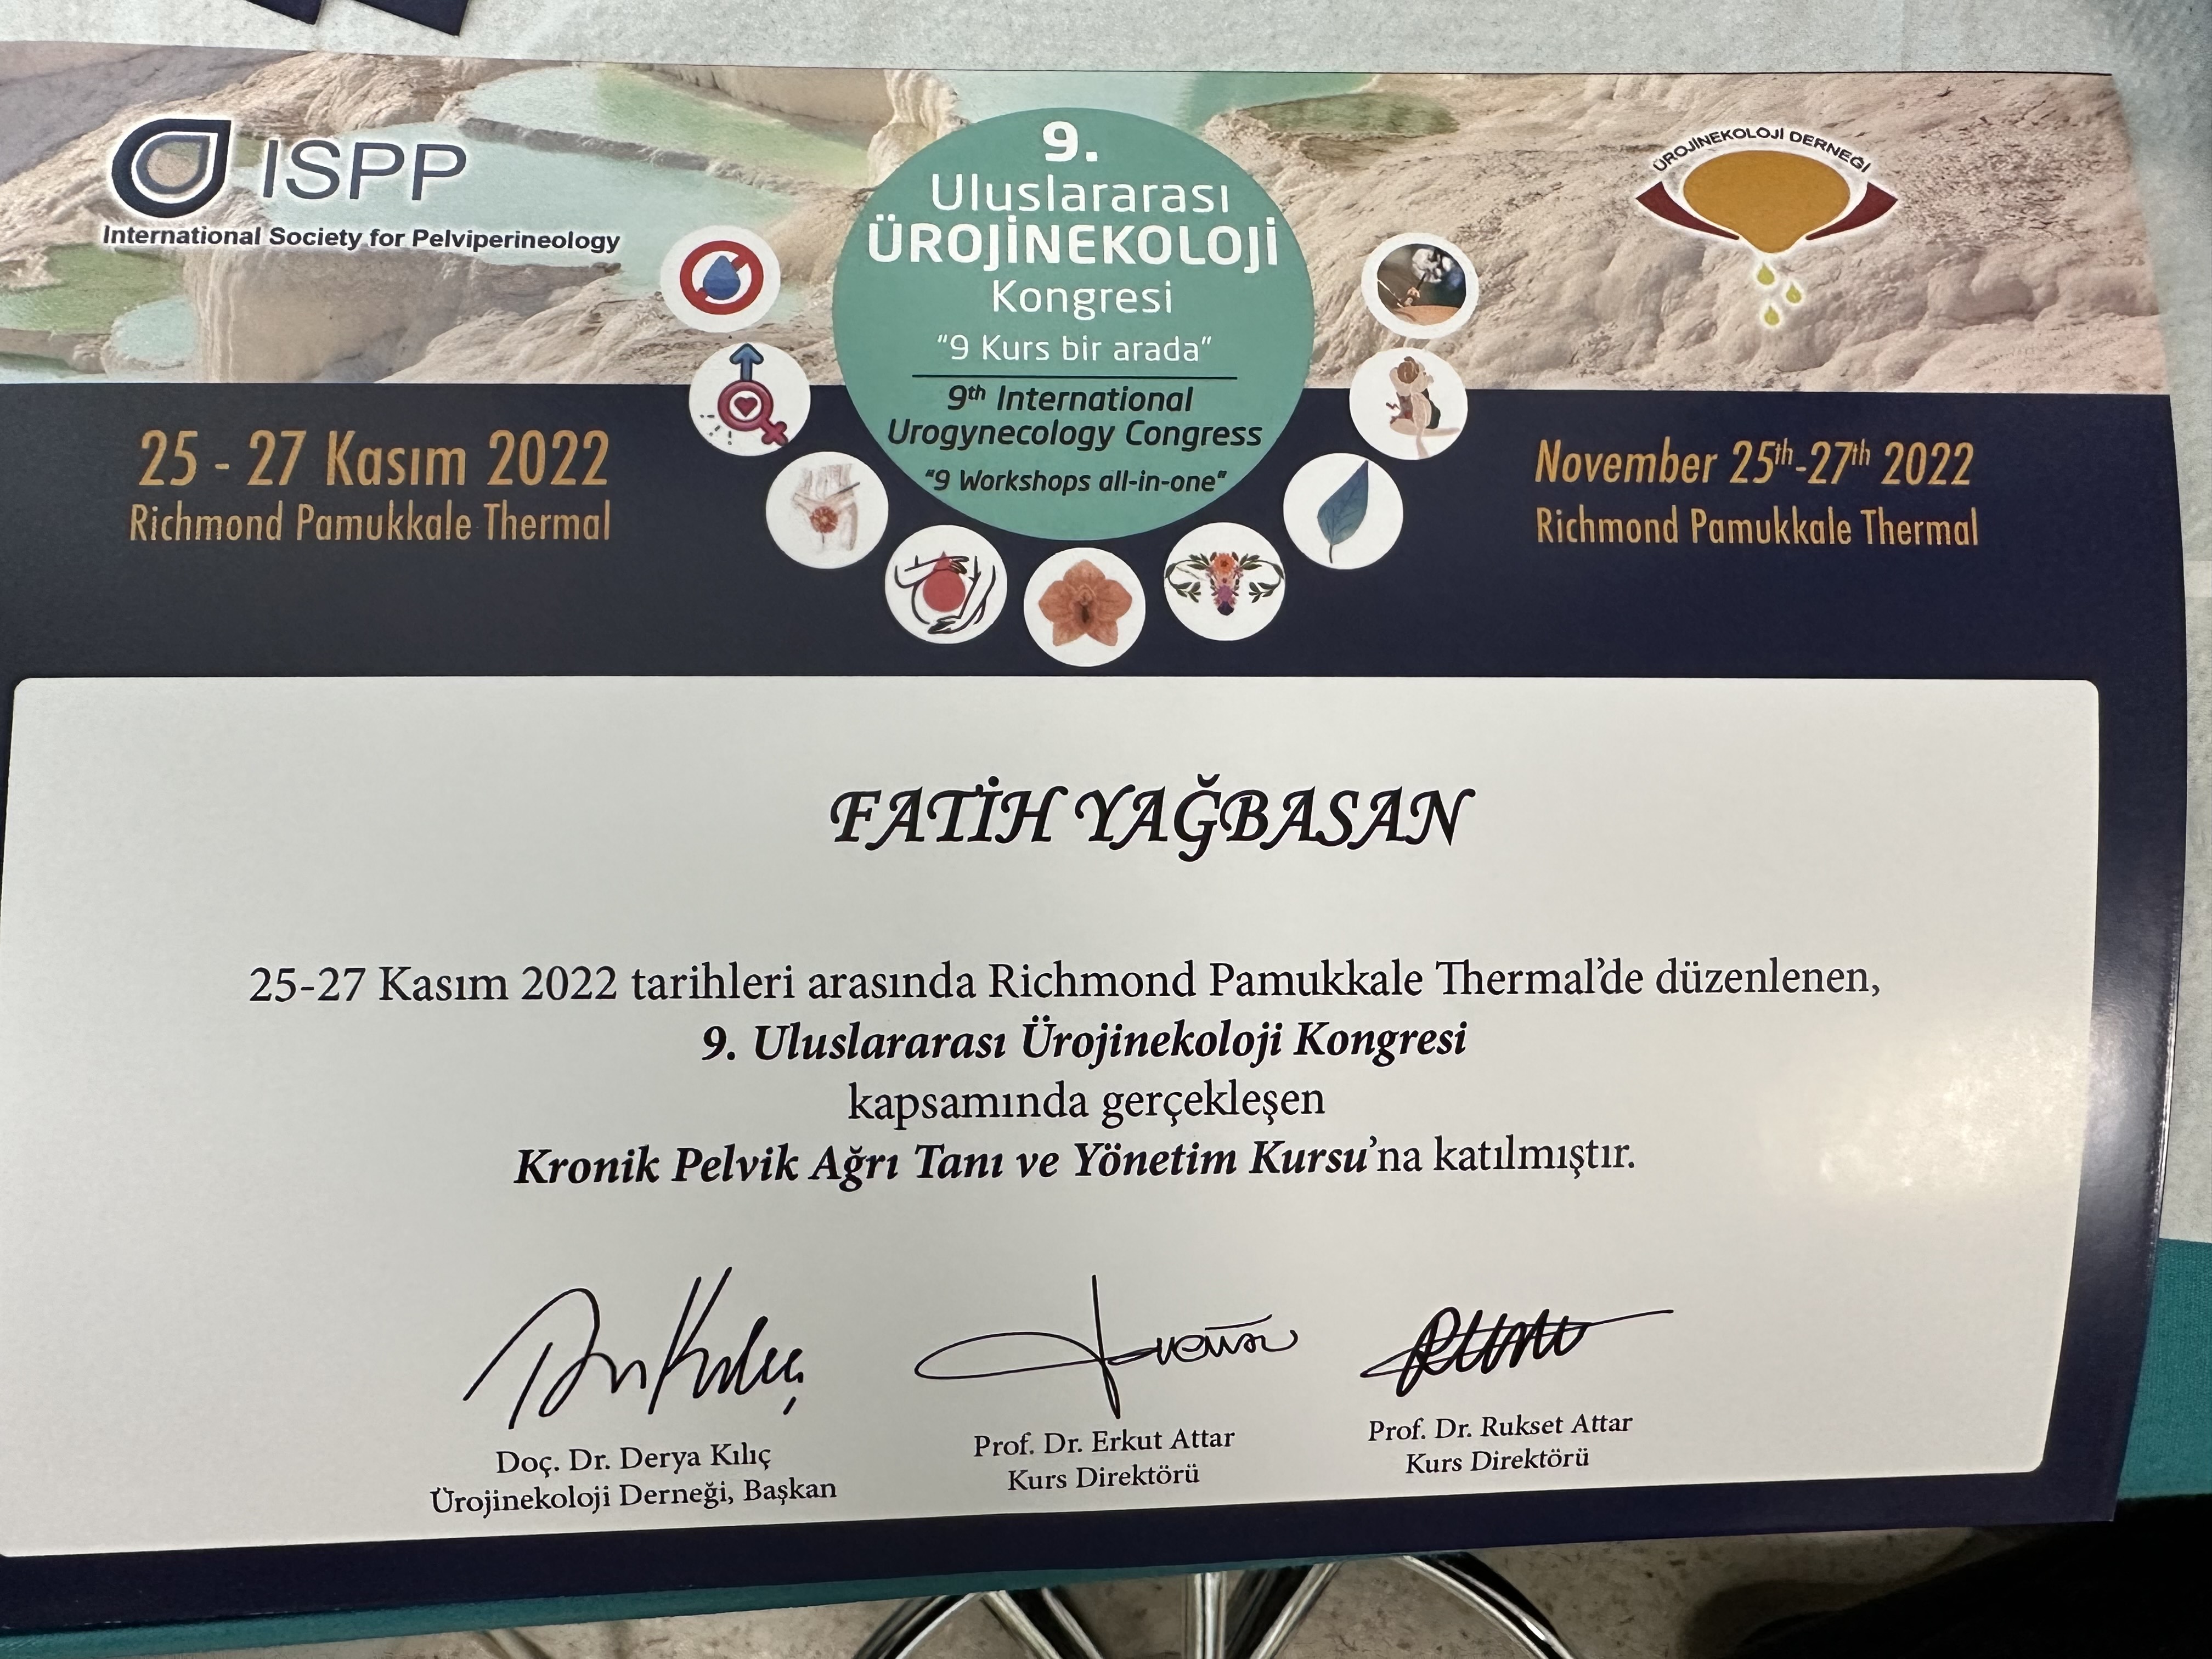 ISPP
International Society for Pelviperineology
9.
Uluslararası
ÜROJİNEKOLOJİ
Kongresi
"9 Kurs bir arada"
9th International
Urogynecology Congress
"9 Workshops all-in-one"
ÜROJİNEKOLOJİ DERNEĞİ
25 - 27 Kasım 2022
Richmond Pamukkale Thermal
November 25th-27th 2022
Richmond Pamukkale Thermal
FATİH YAĞBASAN
25-27 Kasım 2022 tarihleri arasında Richmond Pamukkale Thermal'de düzenlenen,
9. Uluslararası Ürojinekoloji Kongresi
kapsamında gerçekleşen
Kronik Pelvik Ağrı Tanı ve Yönetim Kursu'na katılmıştır.
Doç. Dr. Derya Kılıç
Ürojinekoloji Derneği, Başkan
Prof. Dr. Erkut Attar
Kurs Direktörü
Prof. Dr. Rukset Attar
Kurs Direktörü